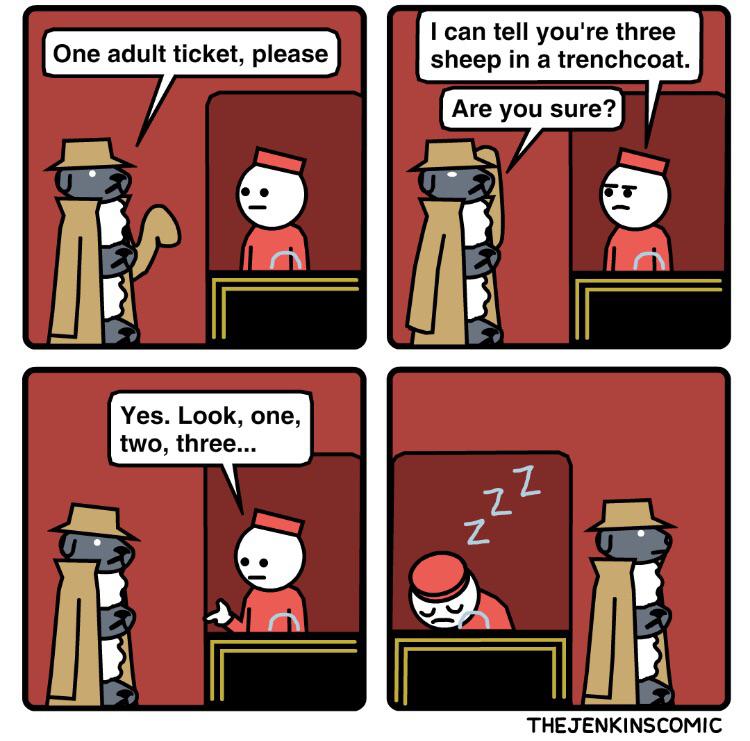 One adult ticket, please
I can tell you're three
sheep in a trenchcoat.
Are you sure?
Yes. Look, one,
two, three...
Z
Z
Z
THEJENKINSCOMIC